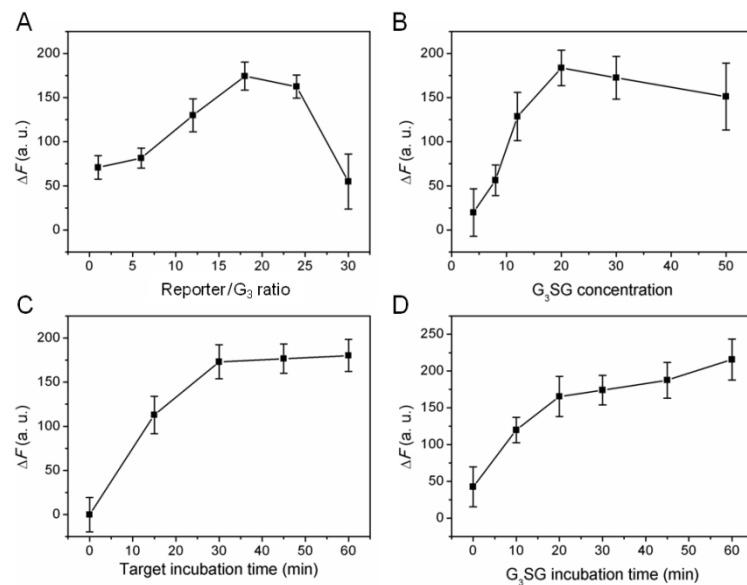 A
ΔF (a. u.)
200
150
100
50
0
0 5 10 15 20 25 30
Reporter/G₃ ratio
B
ΔF (a. u.)
200
150
100
50
0
0 10 20 30 40 50
G₃SG concentration
C
ΔF (a. u.)
200
150
100
50
0
0 10 20 30 40 50 60
Target incubation time (min)
D
ΔF (a. u.)
250
200
150
100
50
0
0 10 20 30 40 50 60
G₃SG incubation time (min)